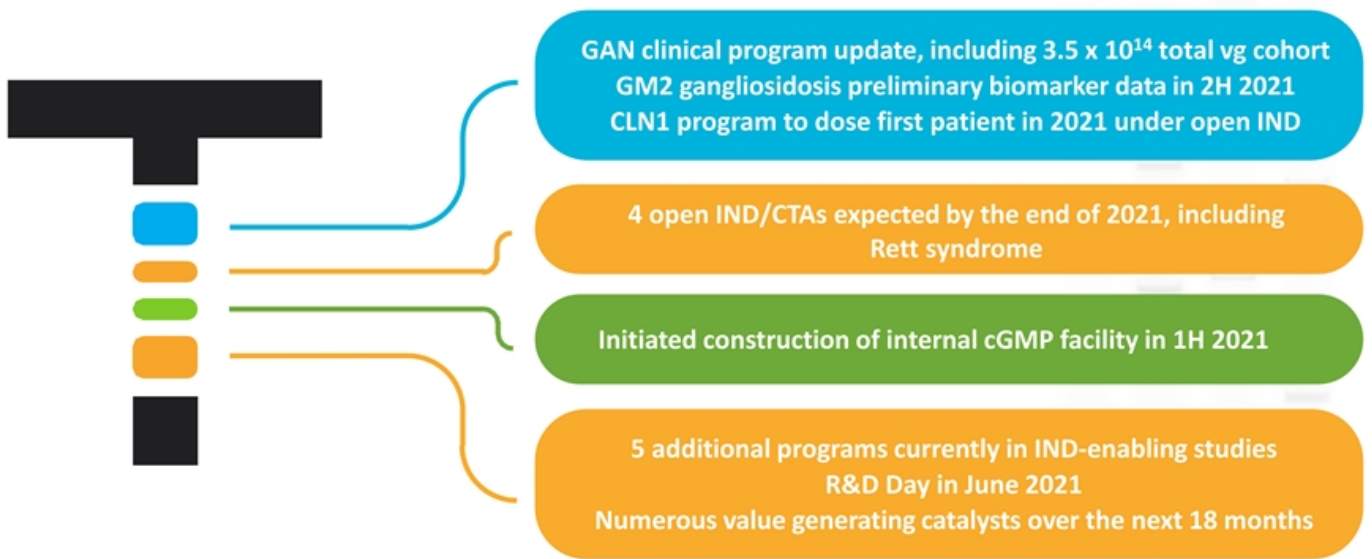 GAN clinical program update, including 3.5 x 10¹⁴ total vg cohort
GM2 gangliosidosis preliminary biomarker data in 2H 2021
CLN1 program to dose first patient in 2021 under open IND
4 open IND/CTAs expected by the end of 2021, including
Rett syndrome
Initiated construction of internal cGMP facility in 1H 2021
5 additional programs currently in IND-enabling studies
R&D Day in June 2021
Numerous value generating catalysts over the next 18 months